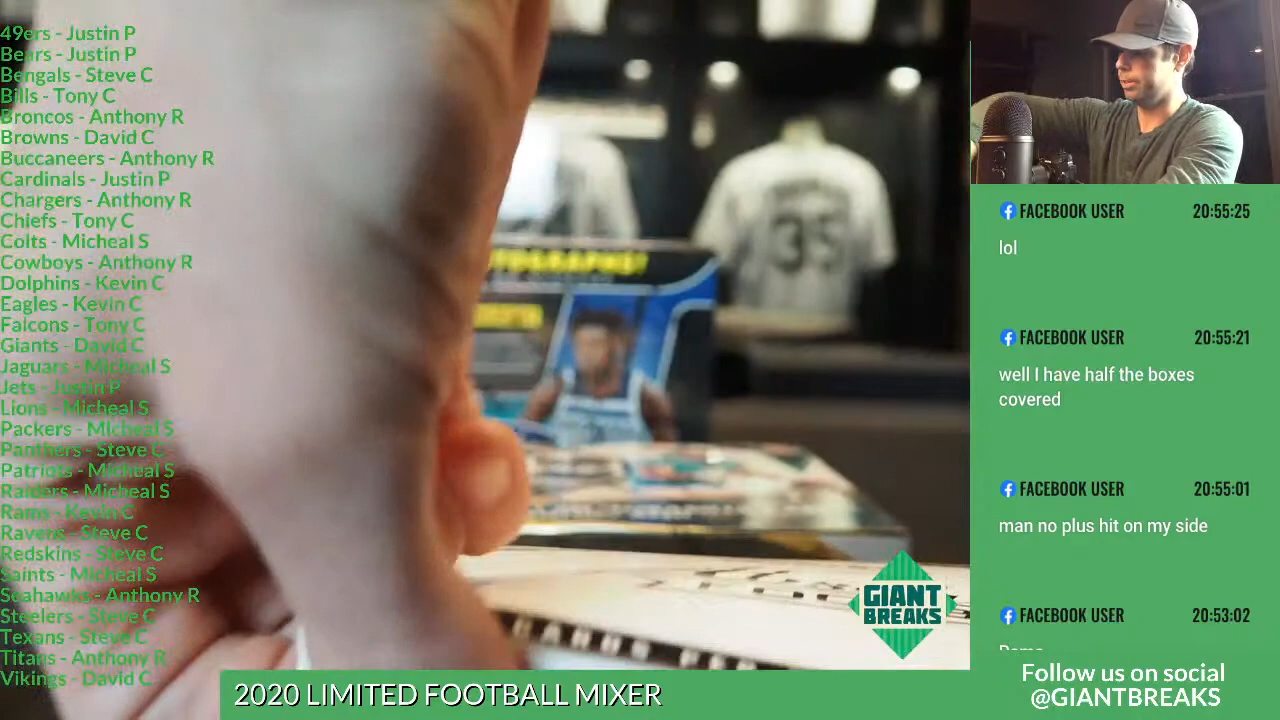 49ers - Justin P
Bears - Justin P
Bengals - Steve C
Bills - Tony C
Broncos - Anthony R
Browns - David C
Buccaneers - Anthony R
Cardinals - Justin P
Chargers - Anthony R
Chiefs - Tony C
Colts - Micheal S
Cowboys - Anthony R
Dolphins - Kevin C
Eagles - Kevin C
Falcons - Tony C
Giants - David C
Jaguars - Micheal S
Jets - Justin P
Lions - Micheal S
Packers - Micheal S
Panthers - Steve C
Patriots - Micheal S
Raiders - Micheal S
Rams - Kevin C
Ravens - Steve C
Redskins - Steve C
Saints - Micheal S
Seahawks - Anthony R
Steelers - Steve C
Texans - Steve C
Titans - Anthony R
Vikings - David C
35
GIANT
BREAKS
2020 LIMITED FOOTBALL MIXER
FACEBOOK USER 20:55:25
lol
FACEBOOK USER 20:55:21
well I have half the boxes
covered
FACEBOOK USER 20:55:01
man no plus hit on my side
FACEBOOK USER 20:53:02
Follow us on social
@GIANTBREAKS